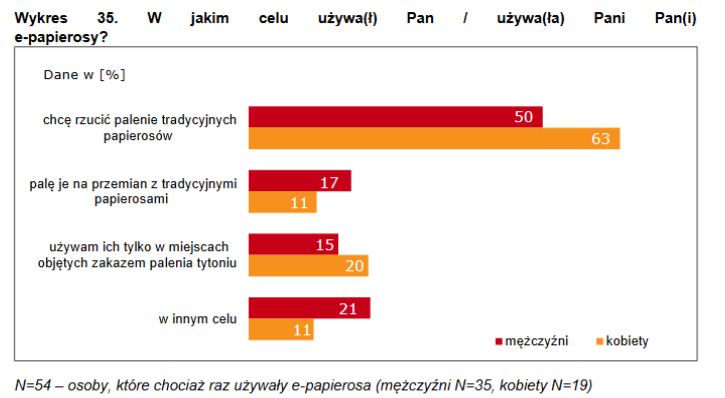 Wykres 35. W jakim celu używa(ł) Pan / używa(ła) Pani Pan(i)
e-papierosy?
Dane w [%]
chcę rzucić palenie tradycyjnych
papierosów
50
63
palę je na przemian z tradycyjnymi
papierosami
17
11
używam ich tylko w miejscach
objętych zakazem palenia tytoniu
15
20
w innym celu
21
11
mężczyźni kobiety
N=54 – osoby, które chociaż raz używały e-papierosa (mężczyźni N=35, kobiety N=19)